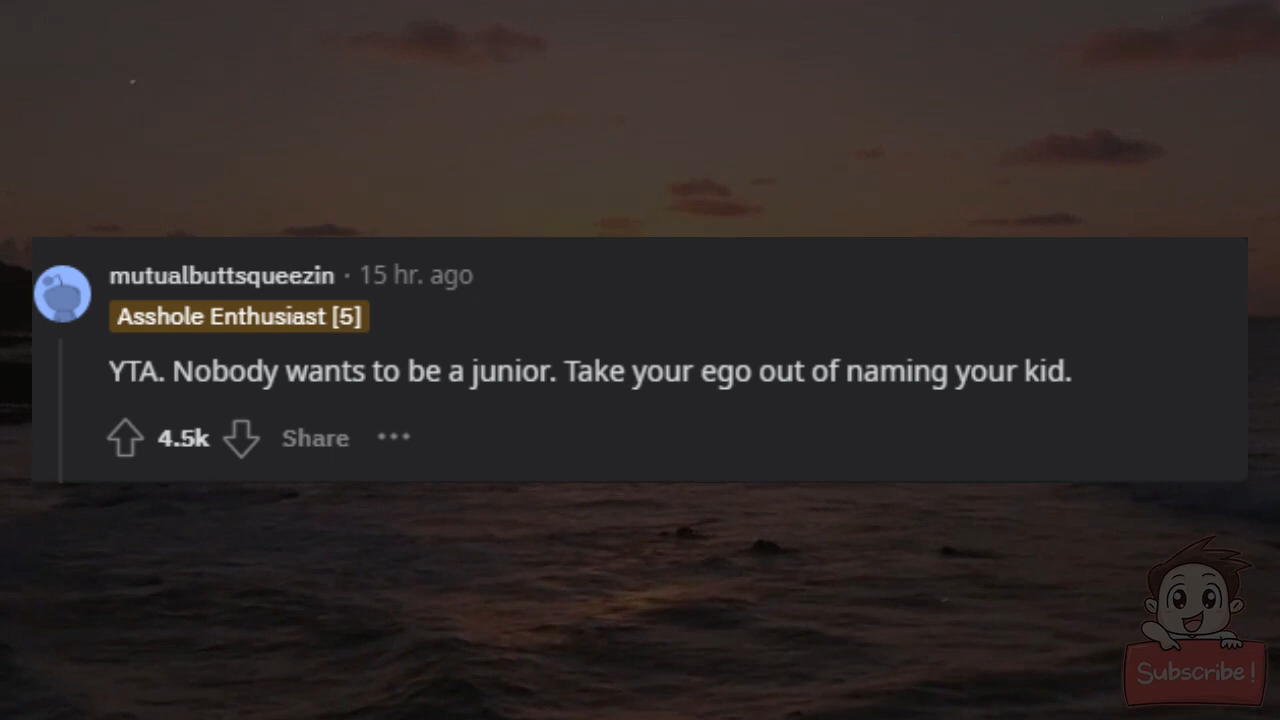 mutualbuttsqueezin · 15 hr. ago
Asshole Enthusiast [5]
YTA. Nobody wants to be a junior. Take your ego out of naming your kid.
4.5k Share ···
Subscribe!